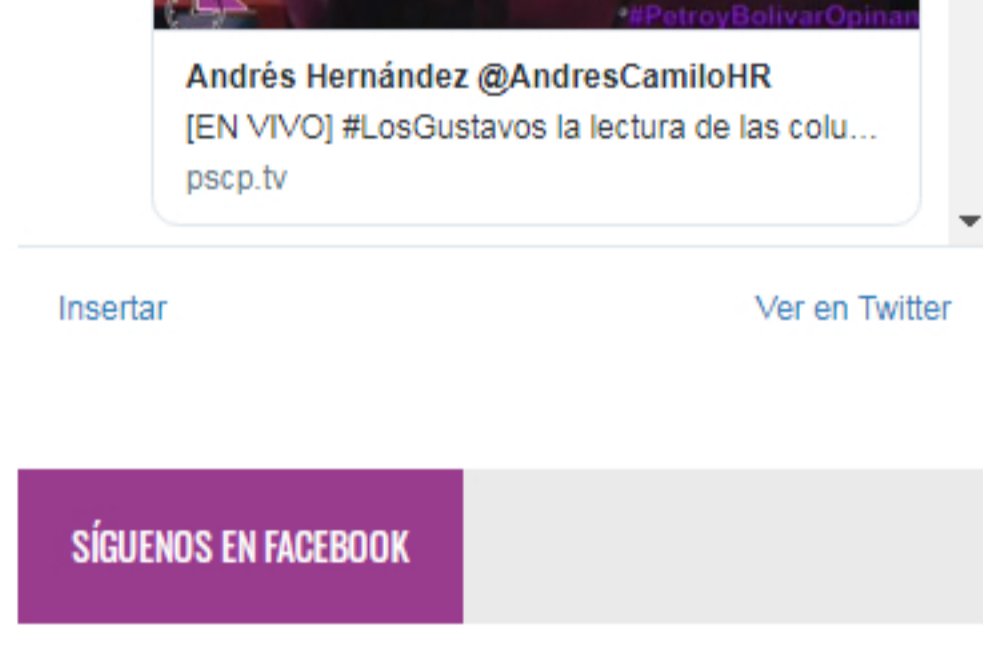 #PetroyBolivarOpinan
Andrés Hernández @AndresCamiloHR
[EN VIVO] #LosGustavos la lectura de las colu...
pscp.tv
Insertar
Ver en Twitter
SÍGUENOS EN FACEBOOK